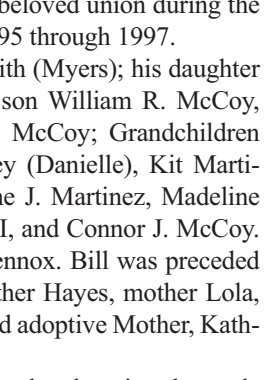 beloved union during the
95 through 1997.
ith (Myers); his daughter
son William R. McCoy,
McCoy; Grandchildren
ey (Danielle), Kit Marti-
ne J. Martinez, Madeline
I, and Connor J. McCoy.
ennox. Bill was preceded
ther Hayes, mother Lola,
d adoptive Mother, Kath-